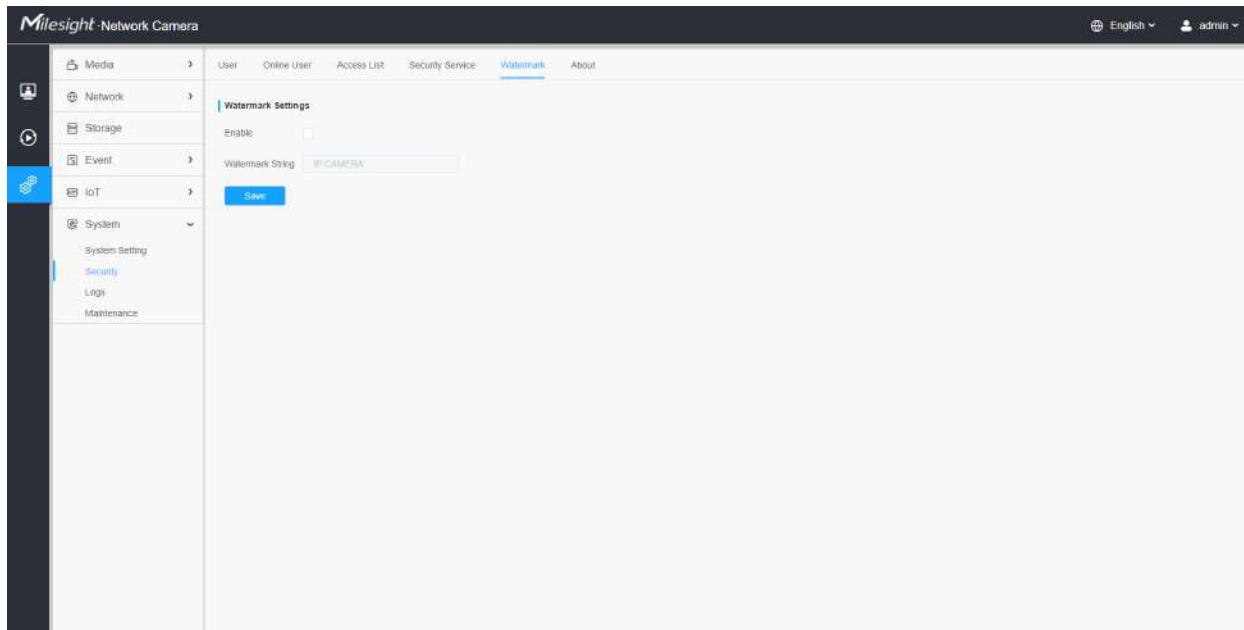 Milesight Network Camera
English
admin
Media
Network
Storage
Event
IoT
System
System Setting
Security
Logs
Maintenance
User Online User Access List Security Service Watermark About
Watermark Settings
Enable
Watermark String IP CAMERA
Save